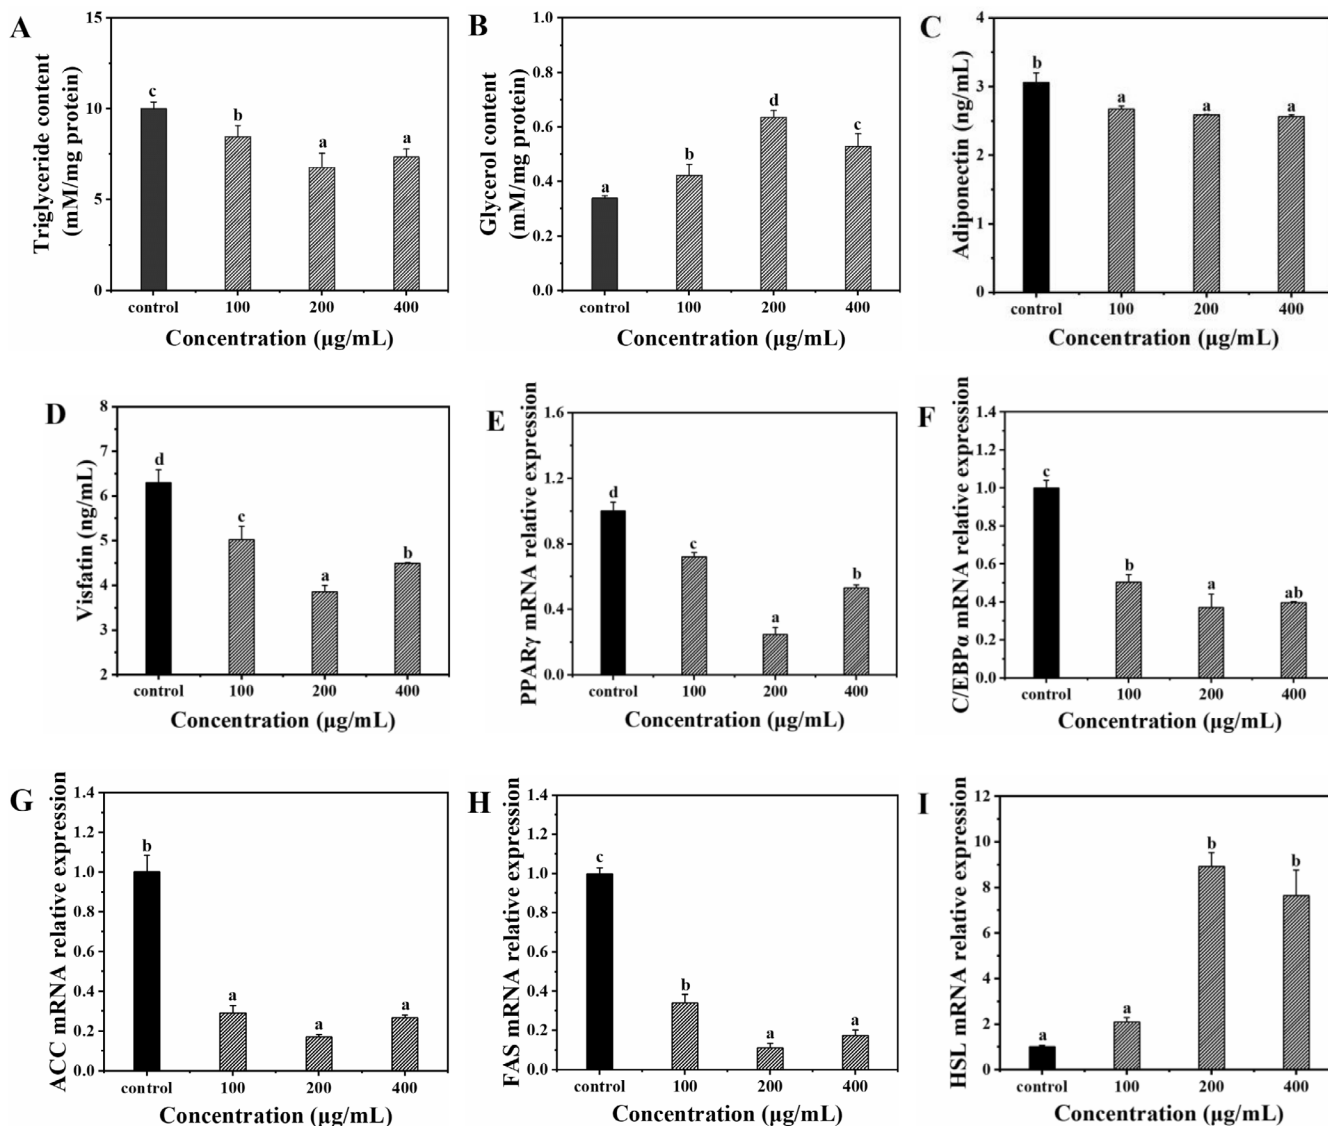 A
Triglyceride content
(mM/mg protein)
15
10
5
0
c
b
a
a
control
100
200
400
Concentration (μg/mL)
B
Glycerol content
(mM/mg protein)
1.0
0.8
0.6
0.4
0.2
0.0
a
b
d
c
control
100
200
400
Concentration (μg/mL)
C
Adiponectin (ng/mL)
4
3
2
1
0
b
a
a
a
control
100
200
400
Concentration (μg/mL)
D
Visfatin (ng/mL)
8
7
6
5
4
3
2
d
c
a
b
control
100
200
400
Concentration (μg/mL)
E
PPARγ mRNA relative expression
1.6
1.2
0.8
0.4
0.0
d
c
a
b
control
100
200
400
Concentration (μg/mL)
F
C/EBPα mRNA relative expression
1.4
1.2
1.0
0.8
0.6
0.4
0.2
0.0
c
b
a
ab
control
100
200
400
Concentration (μg/mL)
G
ACC mRNA relative expression
1.4
1.2
1.0
0.8
0.6
0.4
0.2
0.0
b
a
a
a
control
100
200
400
Concentration (μg/mL)
H
FAS mRNA relative expression
1.4
1.2
1.0
0.8
0.6
0.4
0.2
0.0
c
b
a
a
control
100
200
400
Concentration (μg/mL)
I
HSL mRNA relative expression
12
10
8
6
4
2
0
a
a
b
b
control
100
200
400
Concentration (μg/mL)